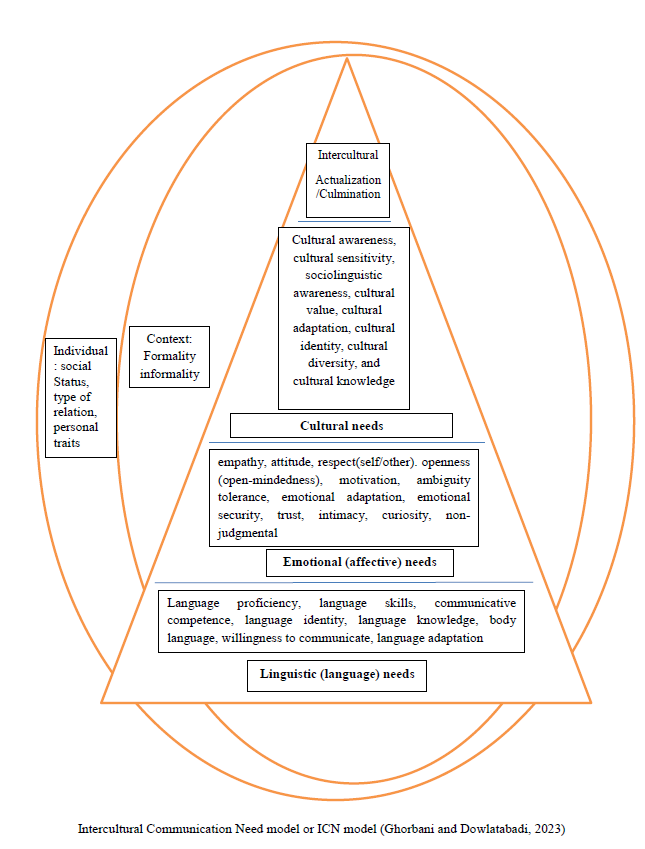 Intercultural
Actualization
/Culmination
Cultural awareness,
cultural sensitivity,
sociolinguistic
awareness, cultural
value, cultural
adaptation, cultural
identity, cultural
diversity, and
cultural knowledge
Individual
: social
Status,
type of
relation,
personal
traits
Context:
Formality
informality
Cultural needs
empathy, attitude, respect(self/other). openness
(open-mindedness), motivation, ambiguity
tolerance, emotional adaptation, emotional
security, trust, intimacy, curiosity, non-
judgmental
Emotional (affective) needs
Language proficiency, language skills, communicative
competence, language identity, language knowledge, body
language, willingness to communicate, language adaptation
Linguistic (language) needs
Intercultural Communication Need model or ICN model (Ghorbani and Dowlatabadi, 2023)